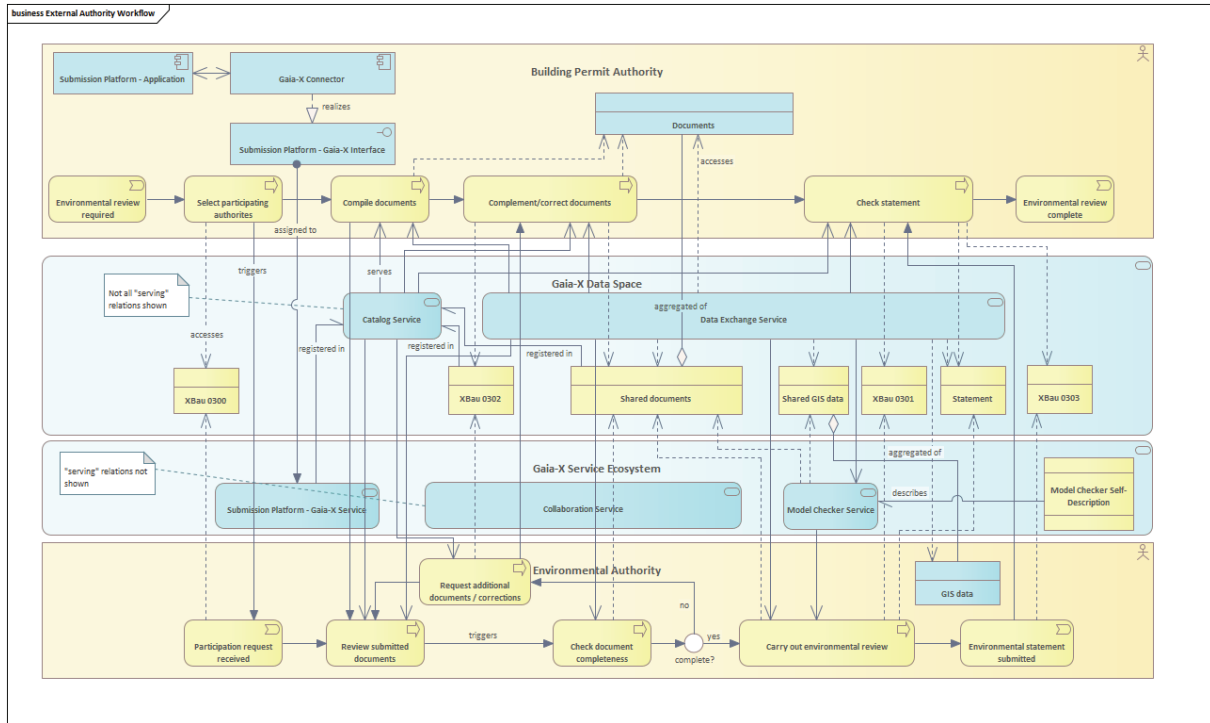 business External Authority Workflow
Building Permit Authority
Submission Platform - Application
Gaia-X Connector
realizes
Documents
Submission Platform - Gaia-X Interface
accesses
Environmental review
required
Select participating
authorites
Compile documents
Complement/correct documents
Check statement
Environmental review
complete
assigned to
triggers
serves
Gaia-X Data Space
Not all "serving"
relations shown
aggregated of
Catalog Service
Data Exchange Service
accesses
registered in
registered in
registered in
XBau 0300
XBau 0302
Shared documents
Shared GIS data
XBau 0301
Statement
XBau 0303
"serving" relations not
shown
Gaia-X Service Ecosystem
aggregated of
describes
Model Checker Self-
Description
Submission Platform - Gaia-X Service
Collaboration Service
Model Checker Service
Environmental Authority
Request additional
documents / corrections
GIS data
no
triggers
yes
Participation request
received
Review submitted
documents
Check document
completeness
complete?
Carry out environmental review
Environmental statement
submitted